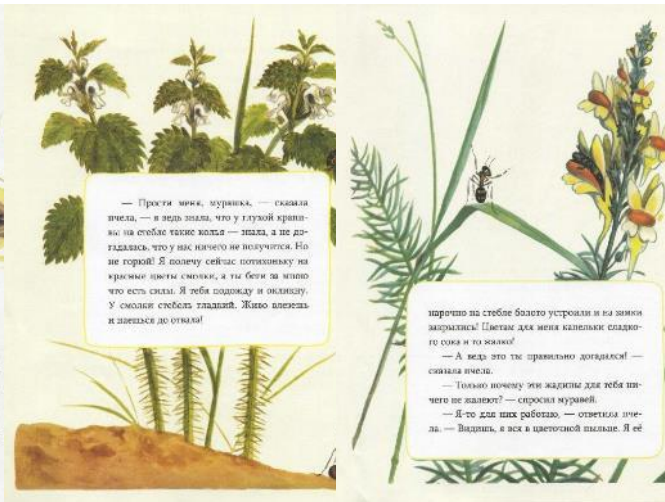 — Прости меня, мурашка, — сказала
пчела, — я ведь знала, что у глухой крапи-
вы на стебле такие колья — знала, а не до-
гадалась, что у нас ничего не получится. Но
не горюй! Я полечу сейчас потихоньку на
красные цветы смолки, а ты беги за мною
что есть силы. Я тебя подожду и окликну.
У смолки стебель гладкий. Живо влезешь
и наешься до отвала!
нарочно на стебле болото устроили и на замки
закрылись! Цветам для меня капельки сладко-
го сока и то жалко!
— А ведь это ты правильно догадался! —
сказала пчела.
— Только почему эти жадины для тебя ни-
чего не жалеют? — спросил муравей.
— Я-то для них работаю, — ответила пче-
ла. — Видишь, я вся в цветочной пыльце. Я её